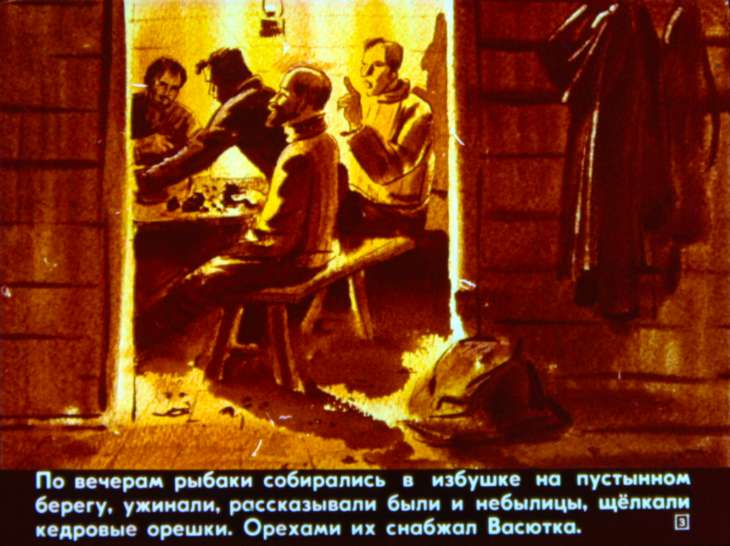 По вечерам рыбаки собирались в избушке на пустынном
берегу, ужинали, рассказывали были и небылицы, щёлкали
кедровые орешки. Орехами их снабжал Васютка.
3